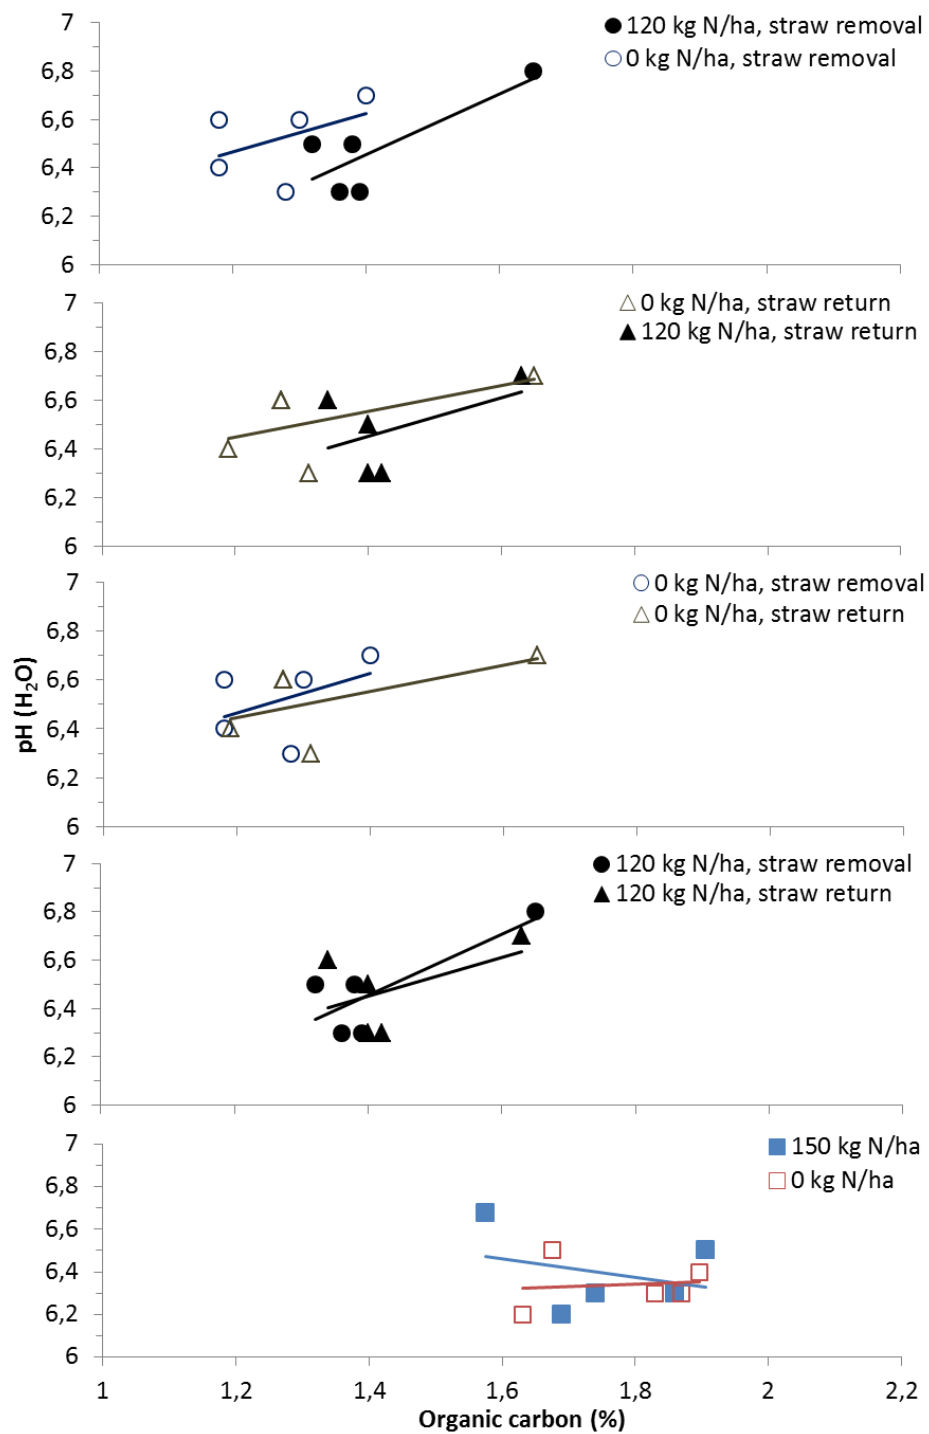 7
120 kg N/ha, straw removal
6,8
0 kg N/ha, straw removal
6,6
6,4
6,2
6
7
0 kg N/ha, straw return
120 kg N/ha, straw return
6,8
6,6
6,4
6,2
6
7
0 kg N/ha, straw removal
0 kg N/ha, straw return
6,8
6,6
6,4
6,2
6
pH (H₂O)
7
120 kg N/ha, straw removal
120 kg N/ha, straw return
6,8
6,6
6,4
6,2
6
7
150 kg N/ha
0 kg N/ha
6,8
6,6
6,4
6,2
6
1 1,2 1,4 1,6 1,8 2 2,2
Organic carbon (%)